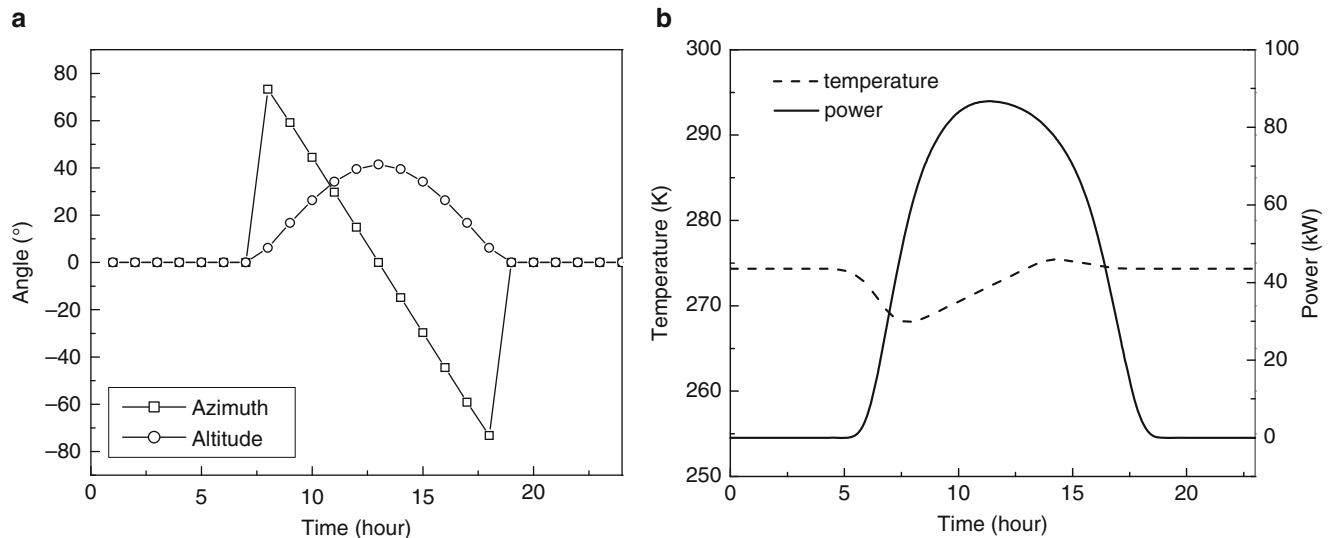 a
80
60
40
20
0
−20
−40
−60
−80
Angle (°)
0
5
10
15
20
Time (hour)
Azimuth
Altitude
b
300
290
280
270
260
250
Temperature (K)
100
80
60
40
20
0
Power (kW)
0
5
10
15
20
Time (hour)
temperature
power